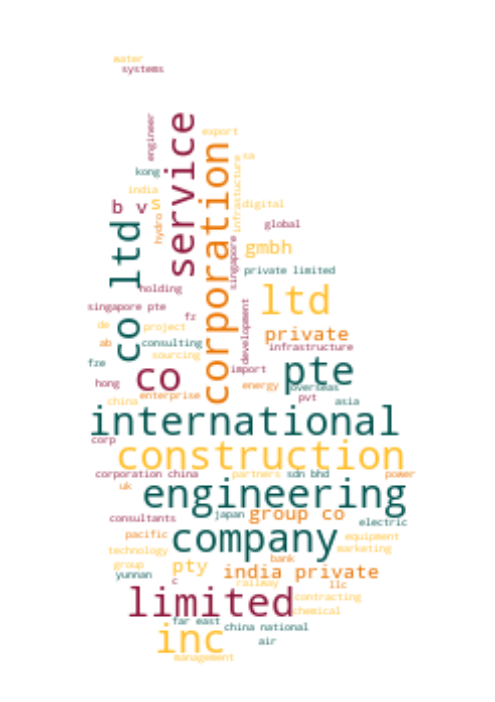 water
systems
engineer
service
export
corporation
kong
infrastucture
sa
india
b v
s
hydro
digital
global
co ltd
gmbh
singapore
private limited
holding
ltd
singapore pte
fz
development
de
project
private
ab
consulting
infrastructure
sourcing
fze
co
import
pte
hong
energy
overseas
enterprise
pvt
china
asia
international
corp
construction
corporation china
partners
sdn bhd
power
uk
engineering
consultants
japan
group co
electric
pacific
company
equipment
technology
marketing
group
pty
bank
yunnan
india private
c
railway
llc
limited
contracting
chemical
far east
china national
inc
air
management